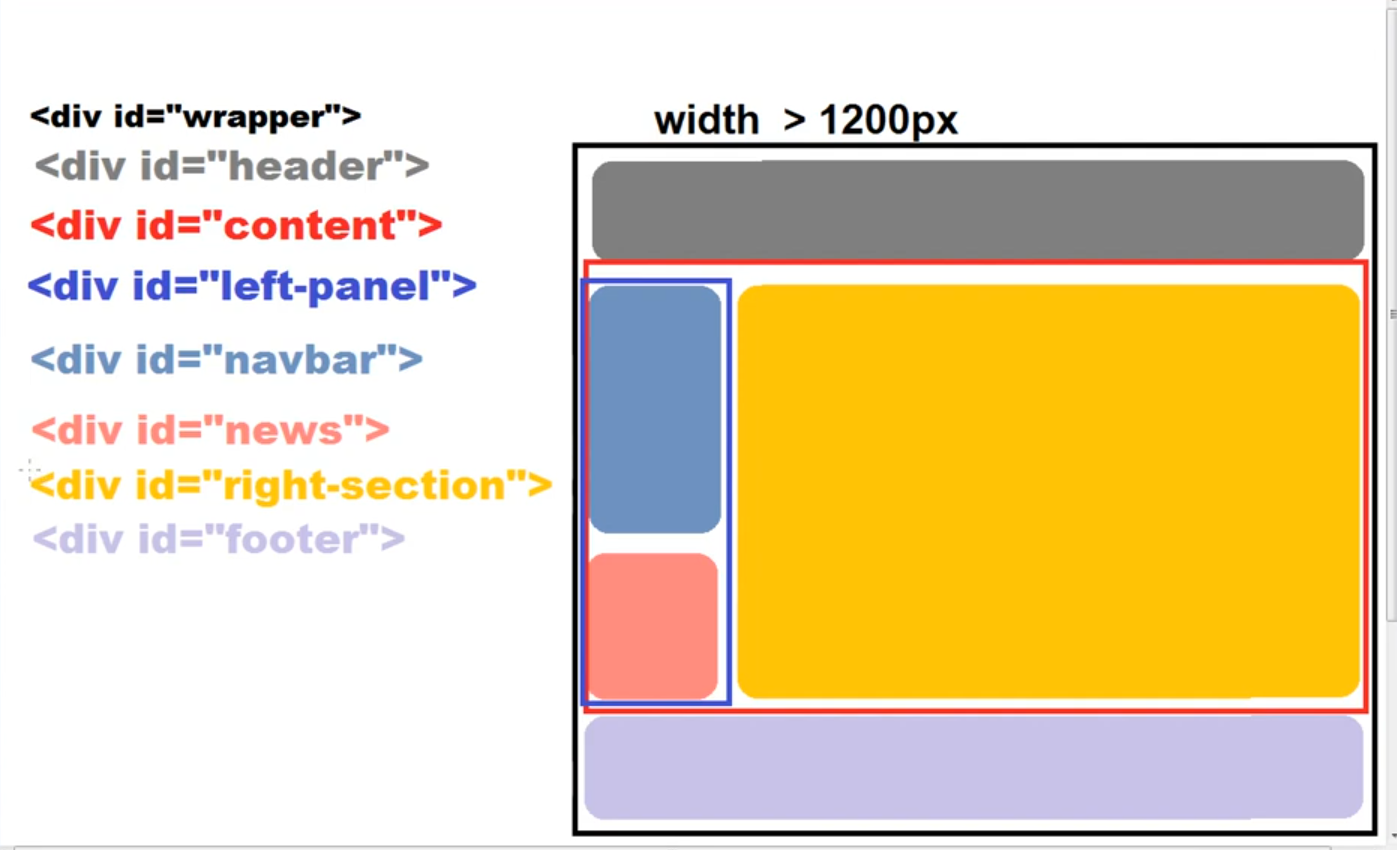 <div id="wrapper">
width > 1200px
<div id="header">
<div id="content">
<div id="left-panel">
<div id="navbar">
<div id="news">
<div id="right-section">
<div id="footer">